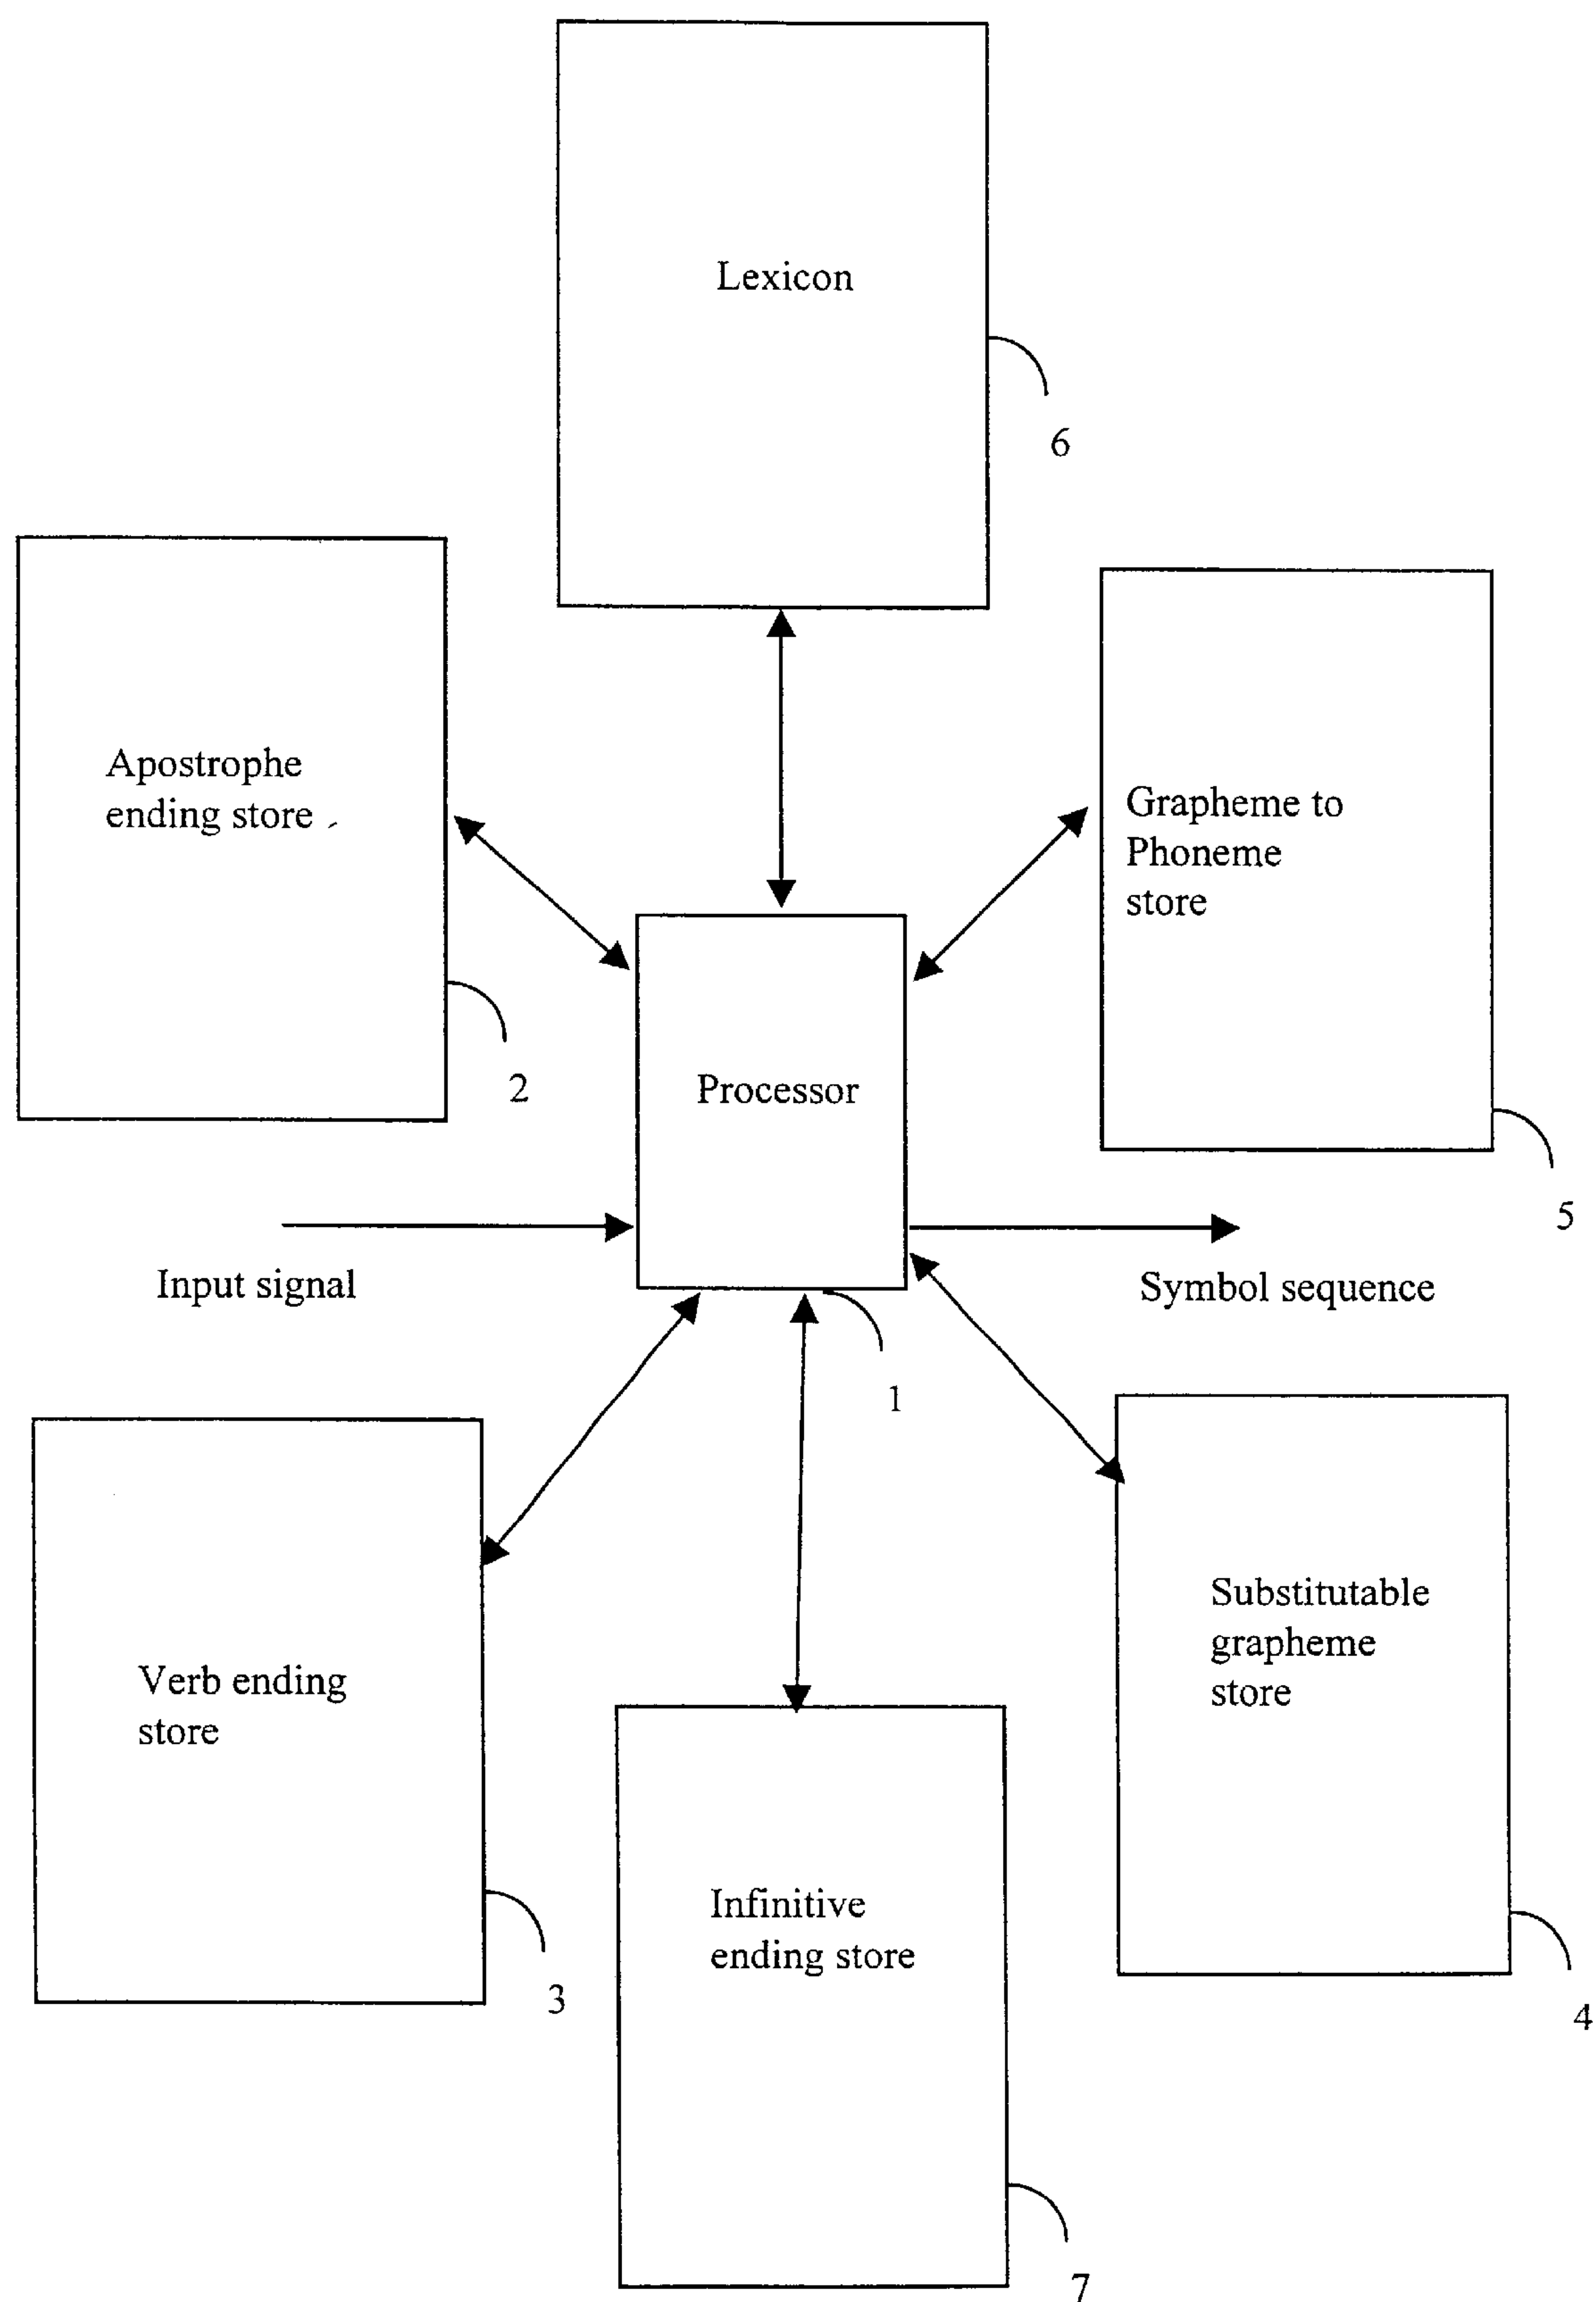 Lexicon
6
Apostrophe
ending store
2
Grapheme to
Phoneme
store
5
Processor
1
Input signal
Symbol sequence
Verb ending
store
3
Substitutable
grapheme
store
4
Infinitive
ending store
7